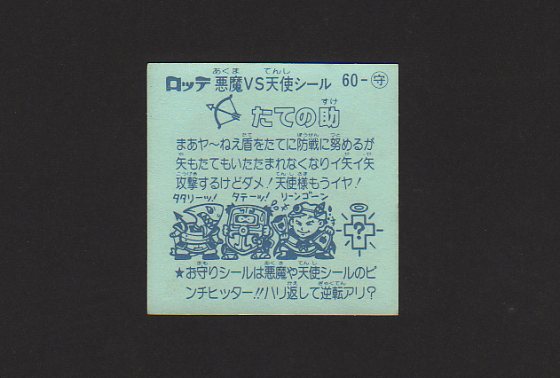 ロッテ 悪魔VS天使シール 60-守
たての助
まあヤ〜ねえ盾をたてに防戦に努めるが
矢もたてもいたたまれなくなりイ矢イ矢
攻撃するけどダメ!天使様もうイヤ!
タタリーッ! タテーッ! リーンゴーン
?
★お守りシールは悪魔や天使シールのピ
ンチヒッター!!ハリ返して逆転アリ?